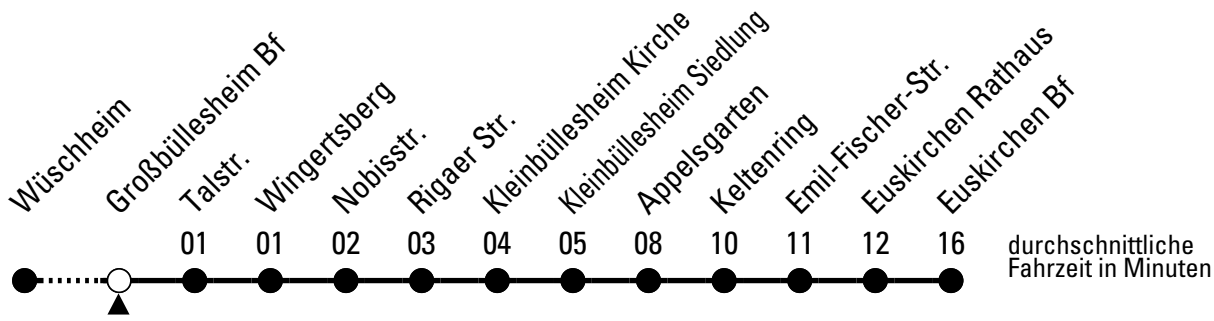 Wüschheim
Großbüllesheim Bf
Talstr.
Wingertsberg
Nobisstr.
Rigaer Str.
Kleinbüllesheim Kirche
Kleinbüllesheim Siedlung
Appelsgarten
Keltenring
Emil-Fischer-Str.
Euskirchen Rathaus
Euskirchen Bf
01 01 02 03 04 05 08 10 11 12 16
durchschnittliche
Fahrzeit in Minuten